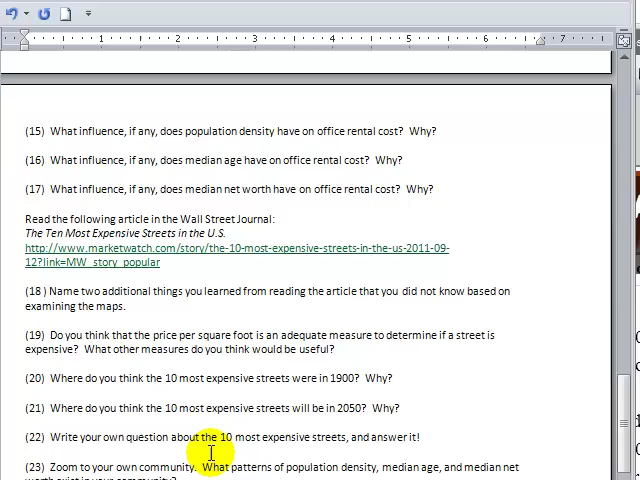 1 2 3 4 5 6 7
(15) What influence, if any, does population density have on office rental cost? Why?
(16) What influence, if any, does median age have on office rental cost? Why?
(17) What influence, if any, does median net worth have on office rental cost? Why?
Read the following article in the Wall Street Journal:
The Ten Most Expensive Streets in the U.S.
http://www.marketwatch.com/story/the-10-most-expensive-streets-in-the-us-2011-09-
12?link=MW_story_popular
(18 ) Name two additional things you learned from reading the article that you did not know based on
examining the maps.
(19) Do you think that the price per square foot is an adequate measure to determine if a street is
expensive? What other measures do you think would be useful?
(20) Where do you think the 10 most expensive streets were in 1900? Why?
(21) Where do you think the 10 most expensive streets will be in 2050? Why?
(22) Write your own question about the 10 most expensive streets, and answer it!
(23) Zoom to your own community. What patterns of population density, median age, and median net
worth exist in your community?